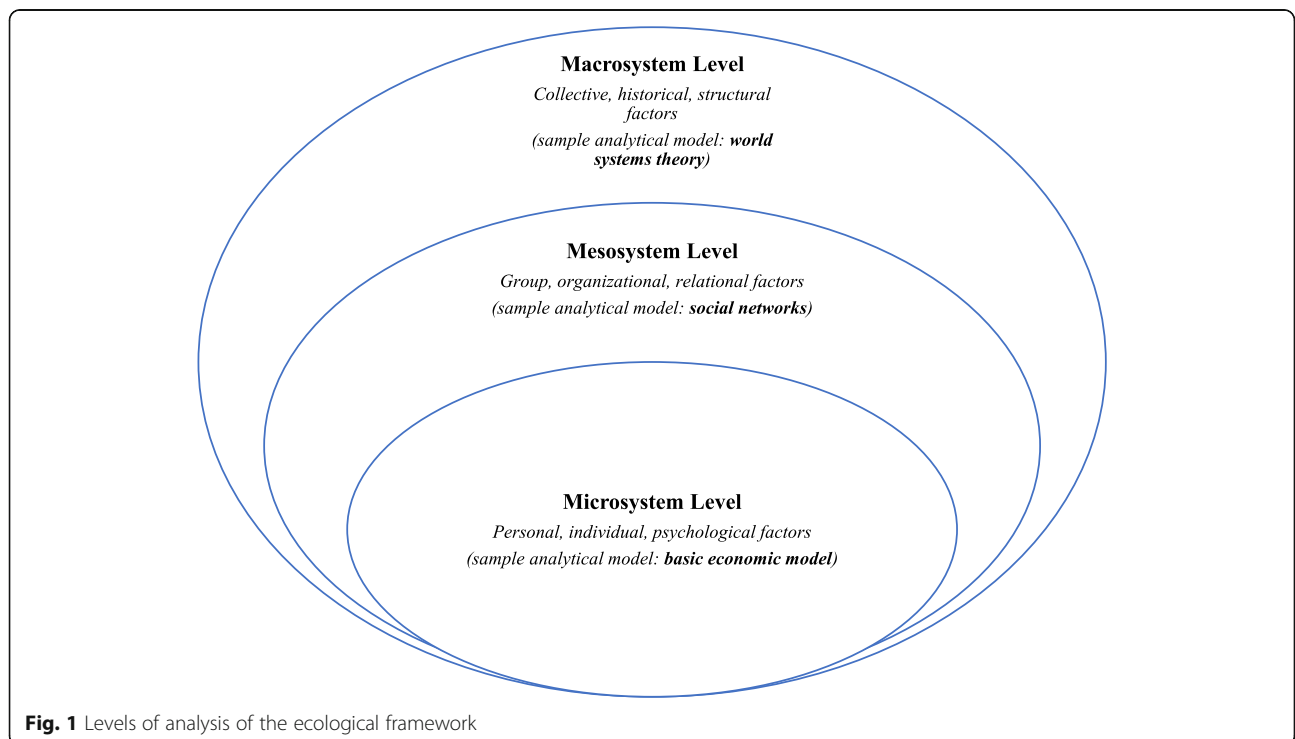 Macrosystem Level
Collective, historical, structural
factors
(sample analytical model: world
systems theory)
Mesosystem Level
Group, organizational, relational factors
(sample analytical model: social networks)
Microsystem Level
Personal, individual, psychological factors
(sample analytical model: basic economic model)
Fig. 1 Levels of analysis of the ecological framework